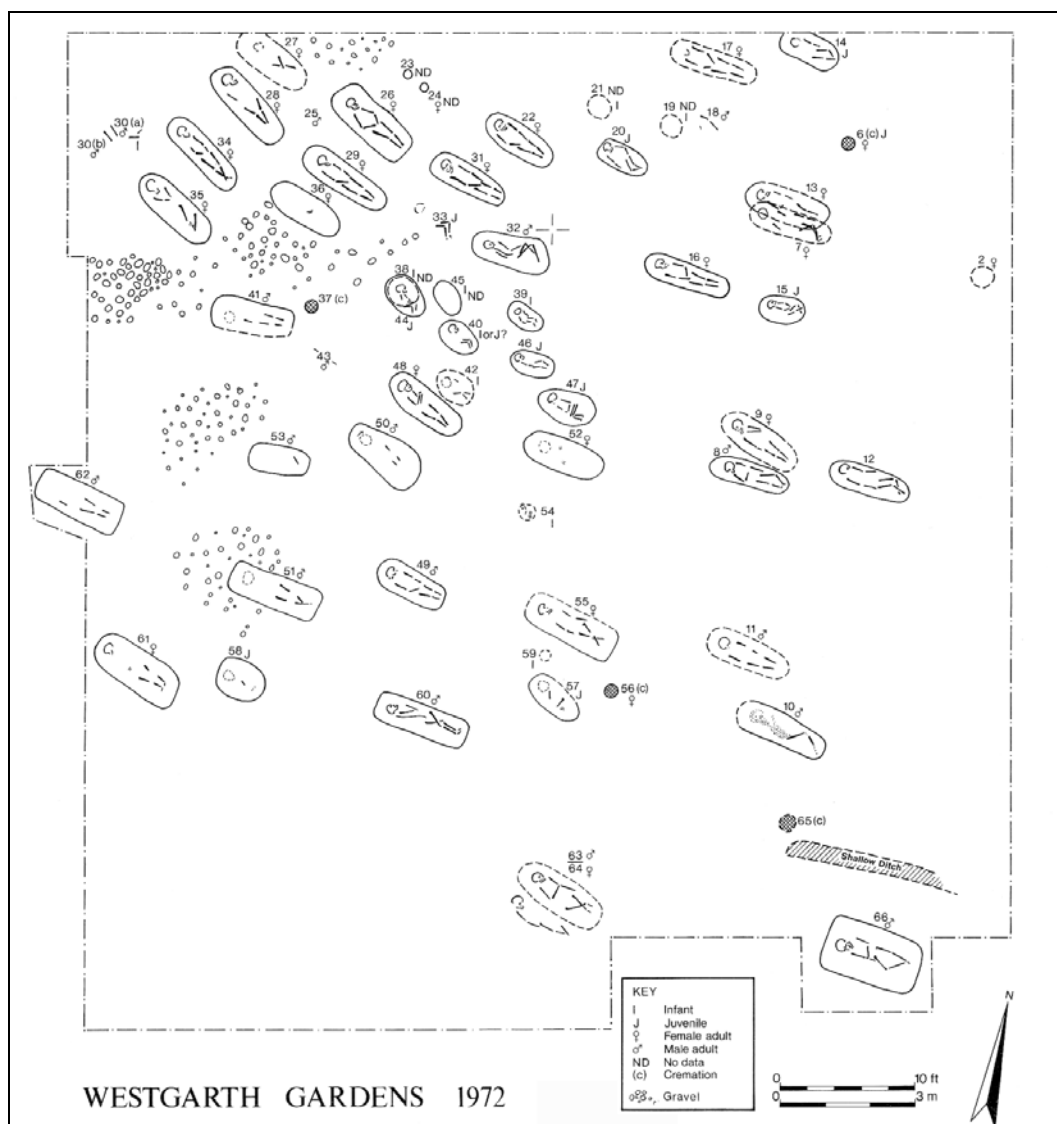 27♀
14
J
17♀
23
ND
28
♀
25
♂
26
♀
24 ND
♀
21 ND
I
19 ND
I
18♂
22♀
20
J
6(c) J
♀
30(a)
♂
I
30(b)
♂
34
♀
29
♀
31
♀
13
♀
35
♀
36
♀
33 J
32♂
7
♀
2♀
16♀
38
I ND
45
I ND
15 J
41♂
37 (c)
44
J
39
I
40
I or J?
46
J
43
♂
48
♀
42
I
47 J
9
♀
53♂
50♂
52♀
8♂
12
62♂
54
I
51♂
49♂
55
♀
11♂
61
♀
58 J
59
I
57
J
56 (c)
♀
60♂
10♂
65(c)
Shallow Ditch
63 ♂
64 ♀
66♂
KEY
I Infant
J Juvenile
♀ Female adult
♂ Male adult
ND No data
(c) Cremation
Gravel
N
0 10 ft
0 3 m
WESTGARTH GARDENS 1972